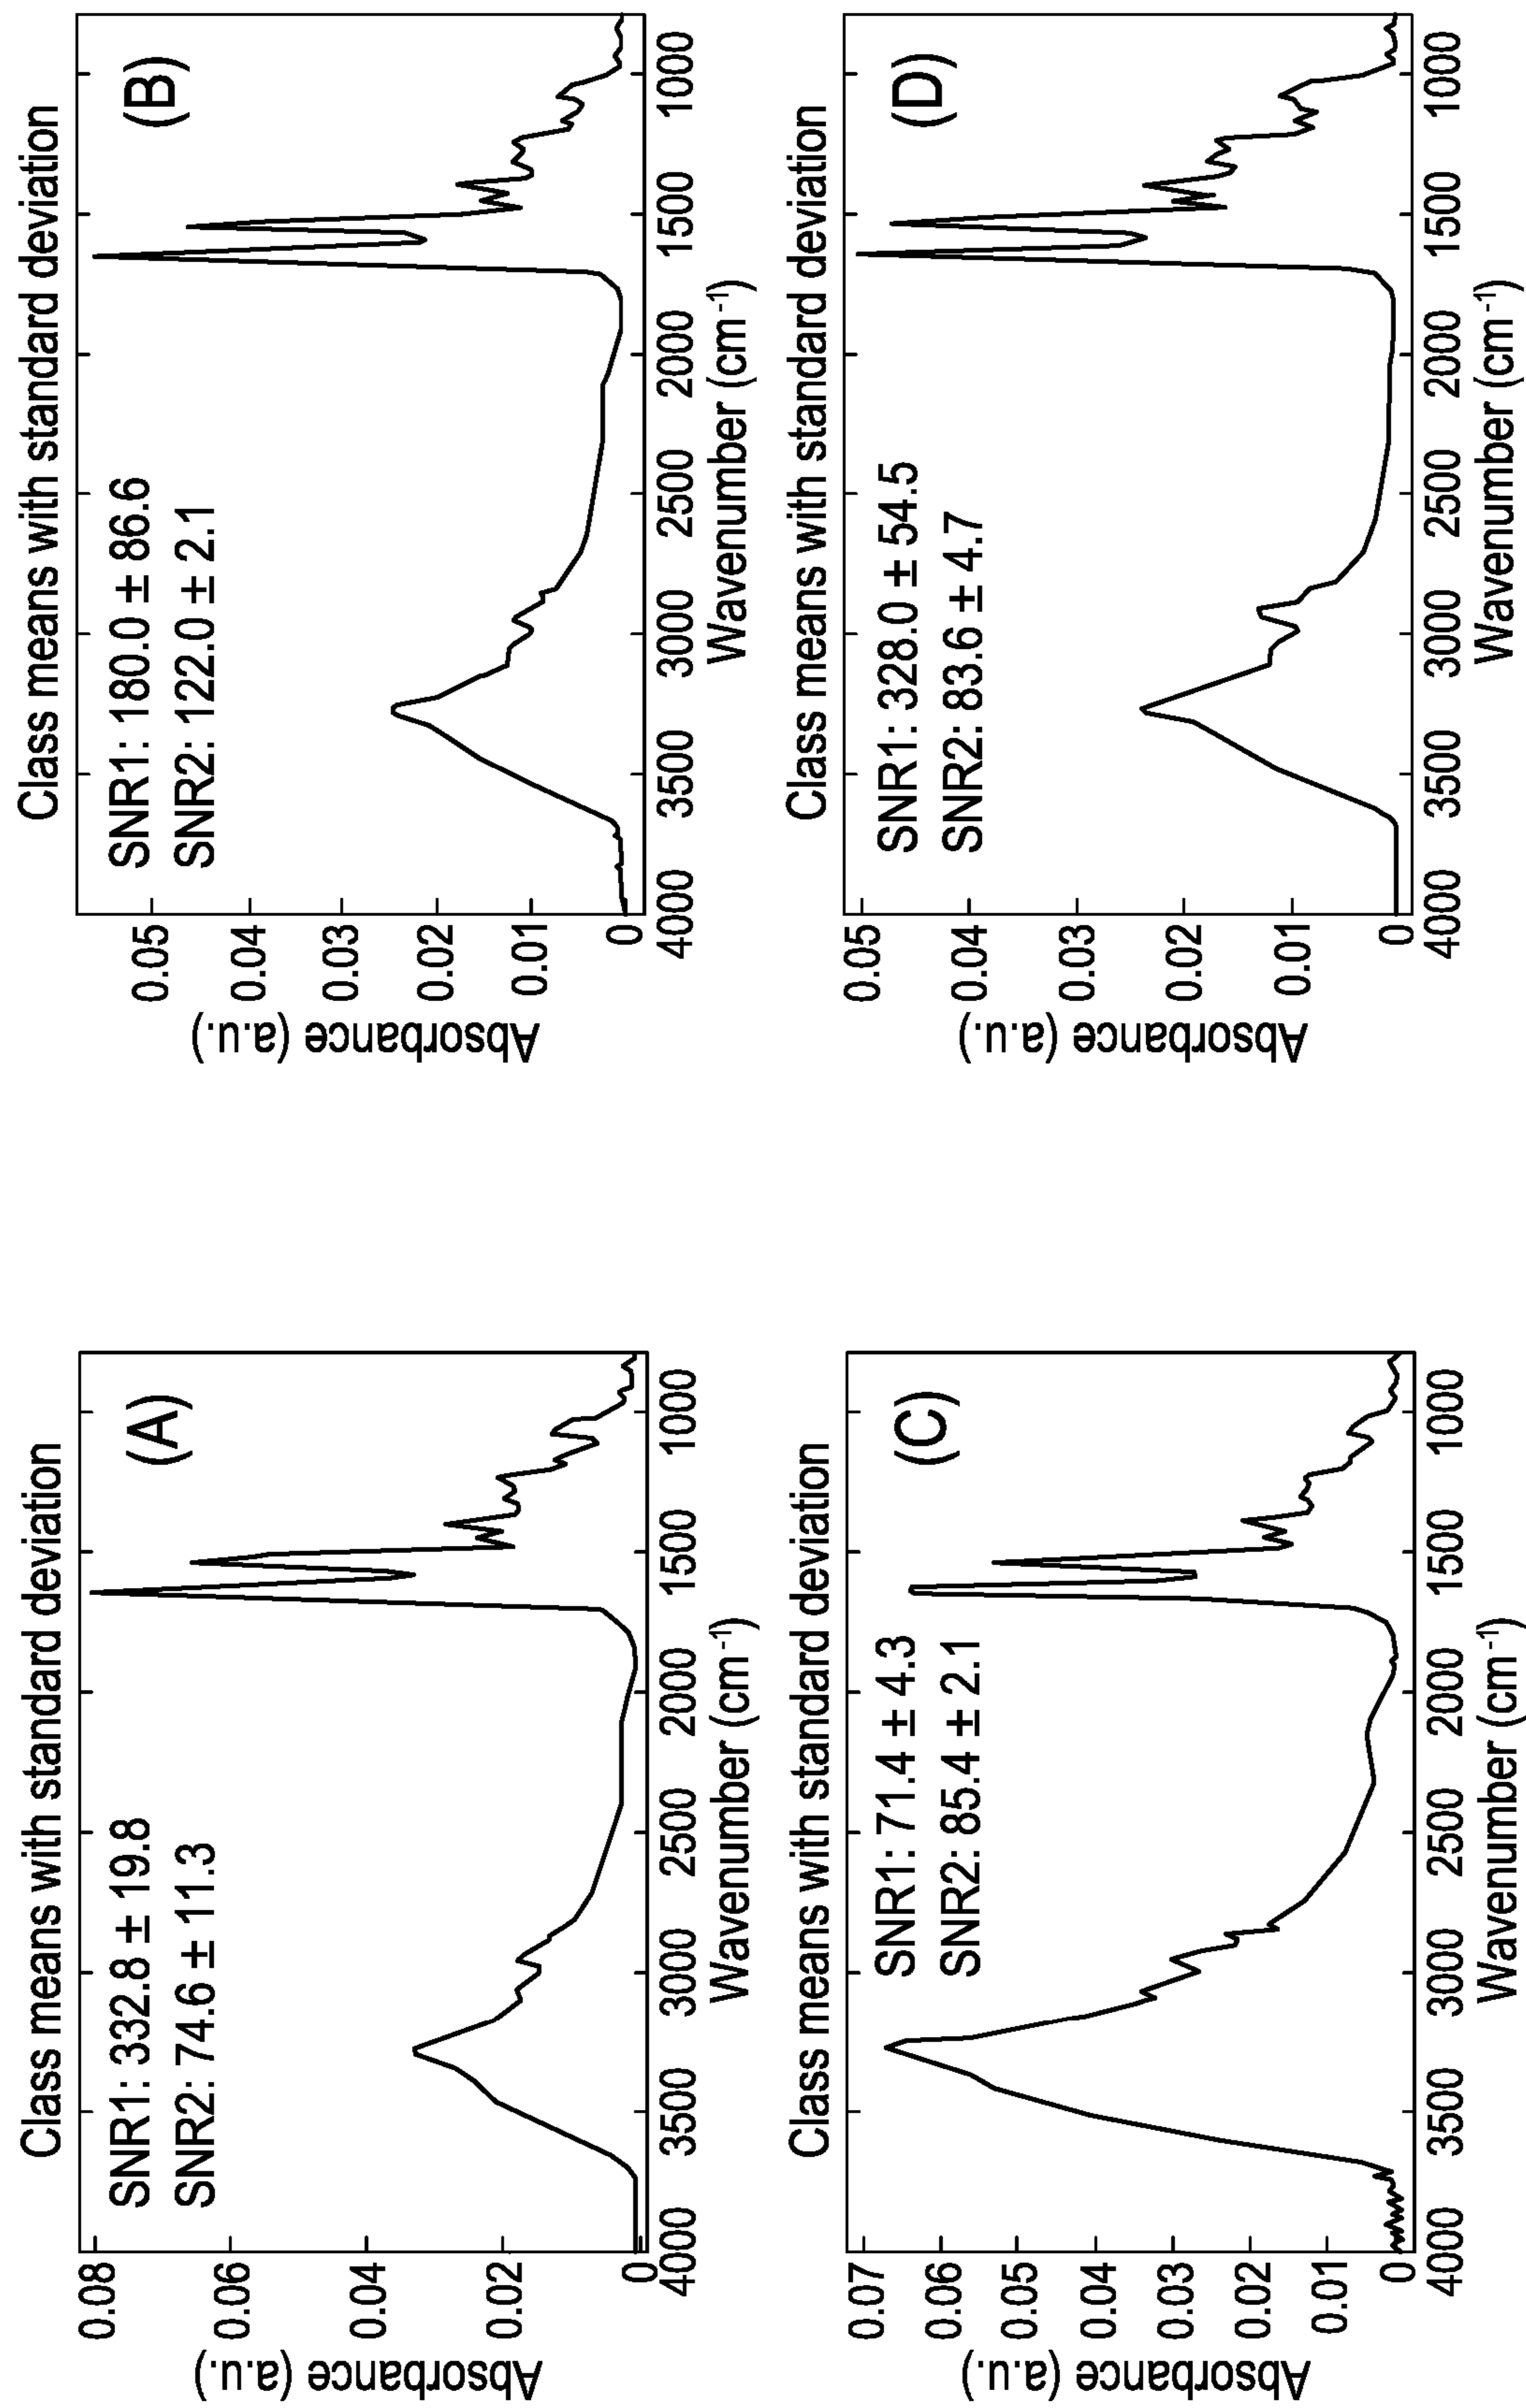 Class means with standard deviation
(A)
SNR1: 332.8 ± 19.8
SNR2: 74.6 ± 11.3
Absorbance (a.u.)
0.08
0.06
0.04
0.02
0
4000 3500 3000 2500 2000 1500 1000
Wavenumber (cm⁻¹)
Class means with standard deviation
(B)
SNR1: 180.0 ± 86.6
SNR2: 122.0 ± 2.1
Absorbance (a.u.)
0.05
0.04
0.03
0.02
0.01
0
4000 3500 3000 2500 2000 1500 1000
Wavenumber (cm⁻¹)
Class means with standard deviation
(C)
SNR1: 71.4 ± 4.3
SNR2: 85.4 ± 2.1
Absorbance (a.u.)
0.07
0.06
0.05
0.04
0.03
0.02
0.01
0
4000 3500 3000 2500 2000 1500 1000
Wavenumber (cm⁻¹)
Class means with standard deviation
(D)
SNR1: 328.0 ± 54.5
SNR2: 83.6 ± 4.7
Absorbance (a.u.)
0.05
0.04
0.03
0.02
0.01
0
4000 3500 3000 2500 2000 1500 1000
Wavenumber (cm⁻¹)